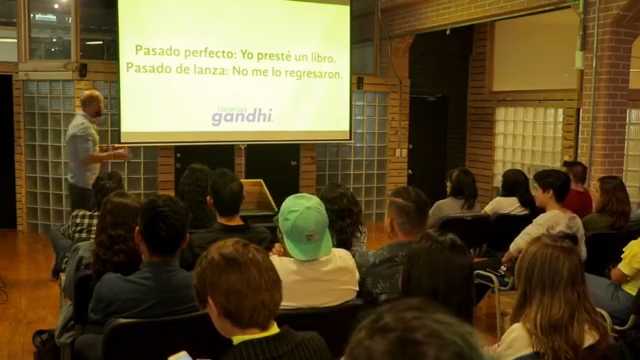 Pasado perfecto: Yo presté un libro.
Pasado de lanza: No me lo regresaron.
librerías
gandhi.